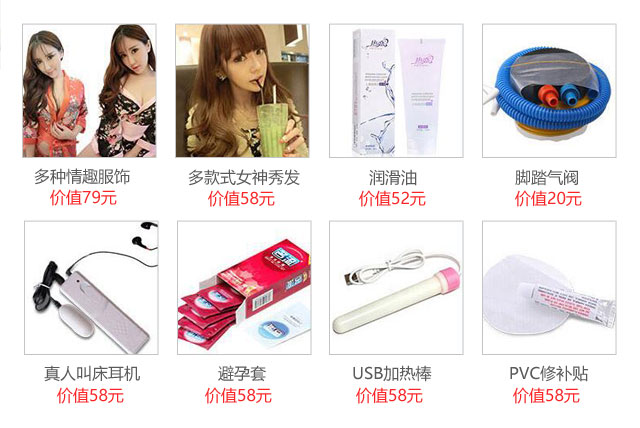 多种情趣服饰
价值79元
多款式女神秀发
价值58元
润滑油
价值52元
脚踏气阀
价值20元
真人叫床耳机
价值58元
避孕套
价值58元
USB加热棒
价值58元
PVC修补贴
价值58元